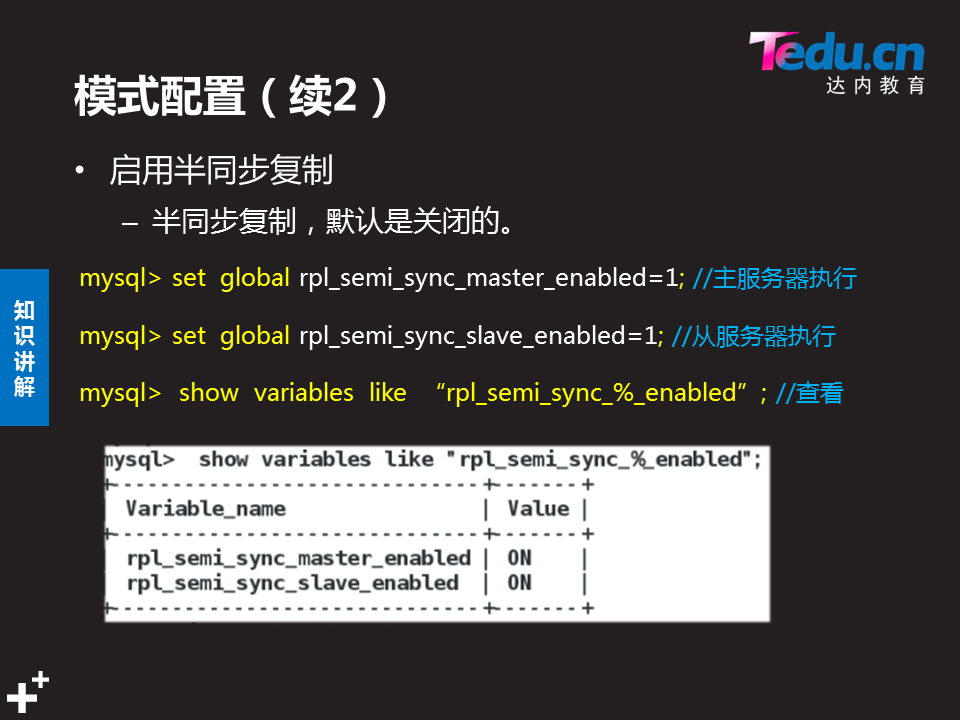 Tedu.cn
达内教育
模式配置（续2）
• 启用半同步复制
– 半同步复制，默认是关闭的。
mysql> set global rpl_semi_sync_master_enabled=1; //主服务器执行
mysql> set global rpl_semi_sync_slave_enabled=1; //从服务器执行
mysql> show variables like “rpl_semi_sync_%_enabled”; //查看
知识讲解
mysql> show variables like "rpl_semi_sync_%_enabled";
+------------------------------+-------+
| Variable_name | Value |
+------------------------------+-------+
| rpl_semi_sync_master_enabled | ON |
| rpl_semi_sync_slave_enabled | ON |
+------------------------------+-------+